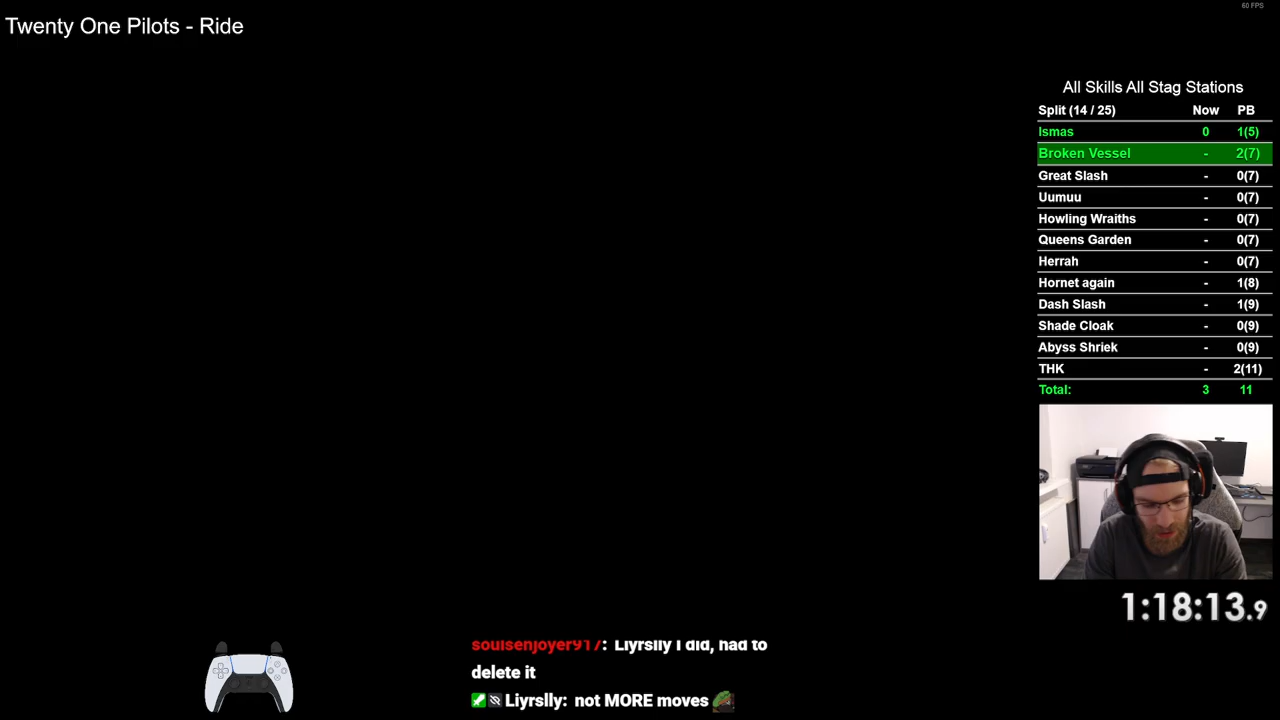 60 FPS
Twenty One Pilots - Ride
All Skills All Stag Stations
Split (14 / 25) Now PB
Ismas 0 1(5)
Broken Vessel - 2(7)
Great Slash - 0(7)
Uumuu - 0(7)
Howling Wraiths - 0(7)
Queens Garden - 0(7)
Herrah - 0(7)
Hornet again - 1(8)
Dash Slash - 1(9)
Shade Cloak - 0(9)
Abyss Shriek - 0(9)
THK - 2(11)
Total: 3 11
1:18:13.9
soulsenjoyer917: Liyrslly I did, had to
delete it
Liyrslly: not MORE moves